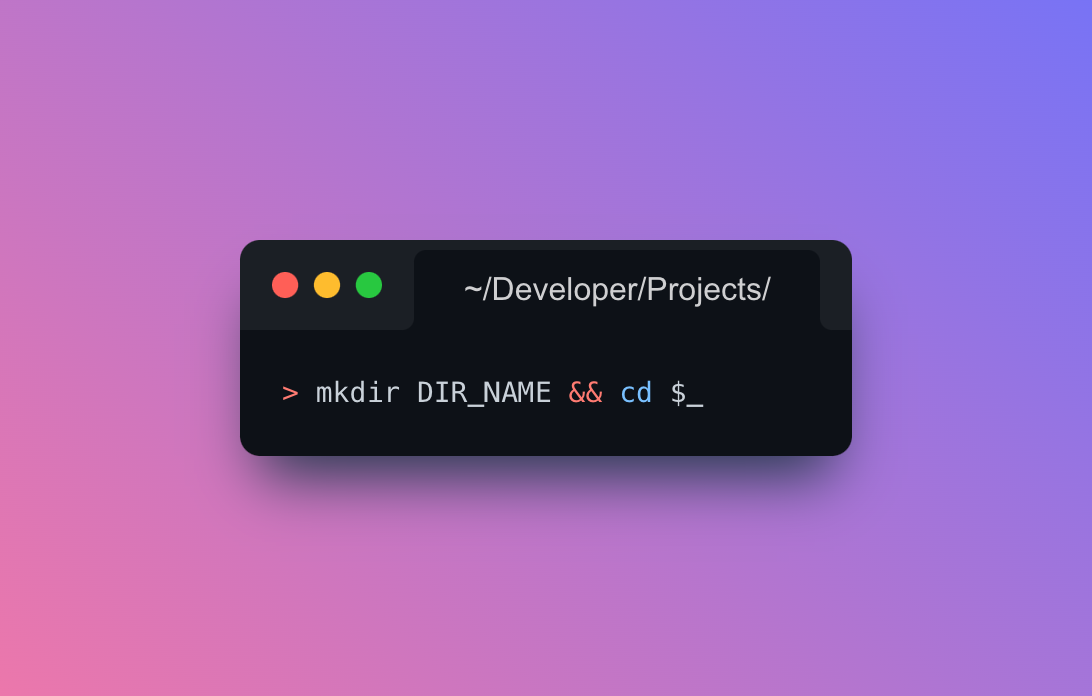 ~/Developer/Projects/
> mkdir DIR_NAME && cd $_